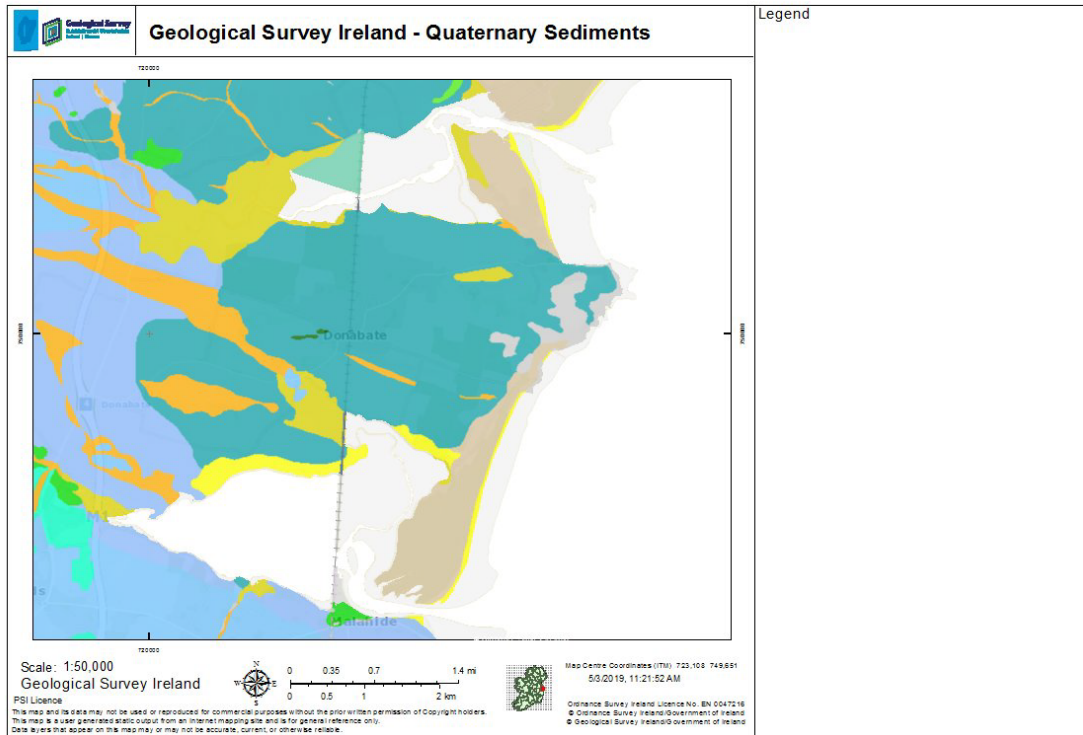 Geological Survey
Geological Survey Ireland - Quaternary Sediments
Legend
720000
Donabate
Donabate
M1
Malahide
720000
Scale: 1:50,000
Geological Survey Ireland
PSI Licence
N
W E
S
0 0.35 0.7 1.4 mi
0 0.5 1 2 km
Map Centre Coordinates (ITM) 723,108 749,651
5/3/2019, 11:21:52 AM
This map and its data may not be used or reproduced for commercial purposes without the prior written permission of Copyright holders.
This map is a user generated static output from an Internet mapping site and is for general reference only.
Data layers that appear on this map may or may not be accurate, current, or otherwise reliable.
Ordnance Survey Ireland Licence No. EN 0047216
© Ordnance Survey Ireland/Government of Ireland
© Geological Survey Ireland/Government of Ireland